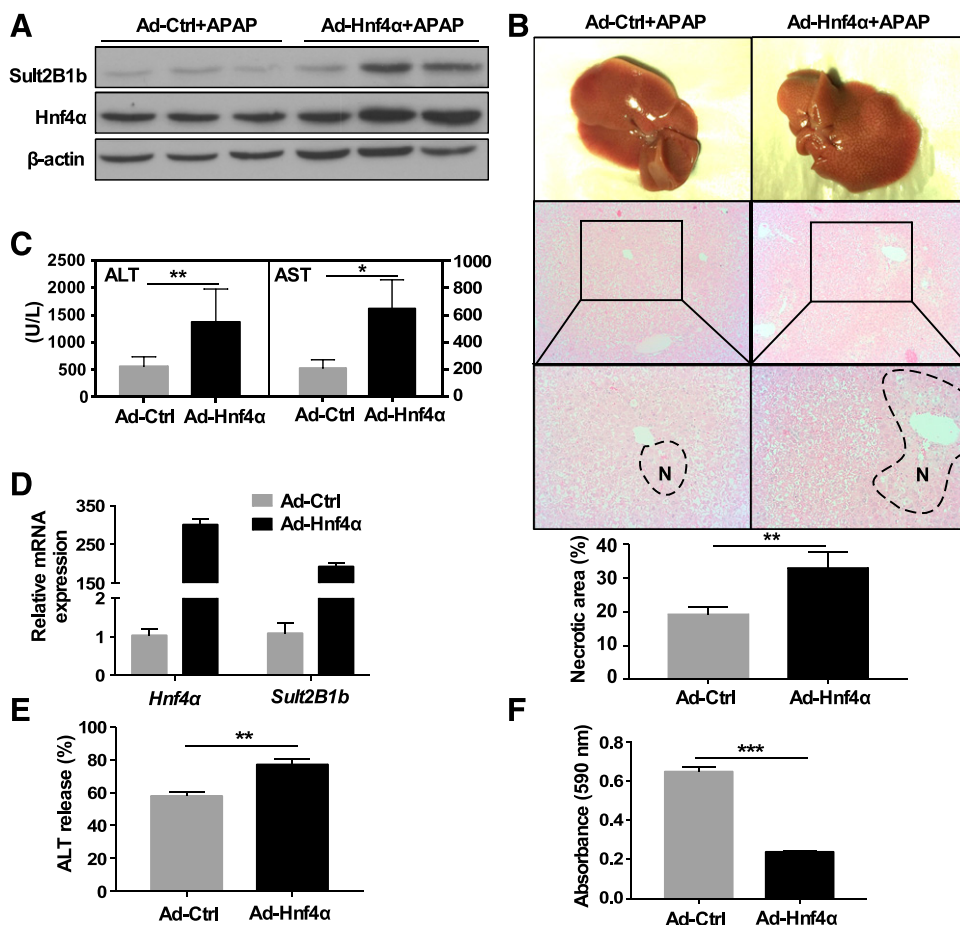 A
Ad-Ctrl+APAP Ad-Hnf4α+APAP
Sult2B1b
Hnf4α
β-actin
B
Ad-Ctrl+APAP Ad-Hnf4α+APAP
N N
Necrotic area (%)
40
30
20
10
0
**
Ad-Ctrl Ad-Hnf4α
C
(U/L)
2500
2000
1500
1000
500
0
ALT ** AST *
1000
800
600
400
200
0
Ad-Ctrl Ad-Hnf4α Ad-Ctrl Ad-Hnf4α
D
Relative mRNA
expression
450
300
150
2
1
0
Ad-Ctrl
Ad-Hnf4α
Hnf4α Sult2B1b
E
ALT release (%)
100
80
60
40
20
0
**
Ad-Ctrl Ad-Hnf4α
F
Absorbance (590 nm)
0.8
0.6
0.4
0.2
0.0
***
Ad-Ctrl Ad-Hnf4α